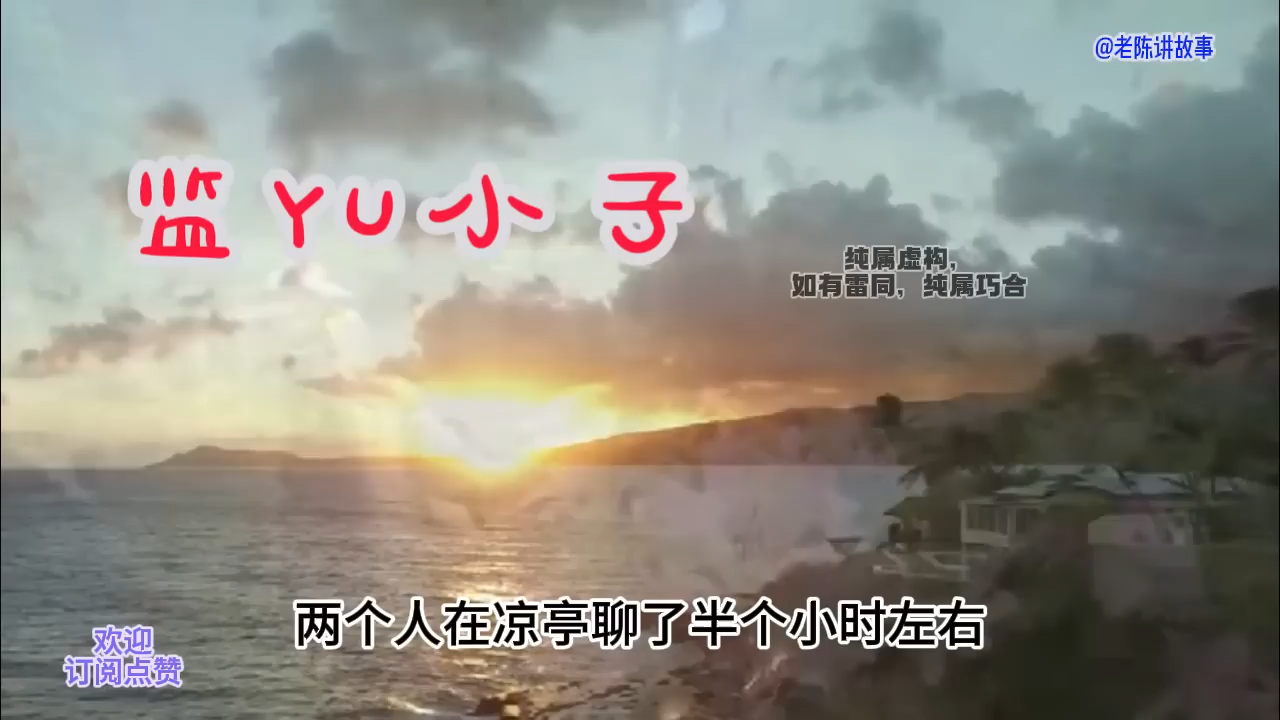 @老陈讲故事
监YU小子
纯属虚构，
如有雷同，纯属巧合
两个人在凉亭聊了半个小时左右
欢迎
订阅点赞